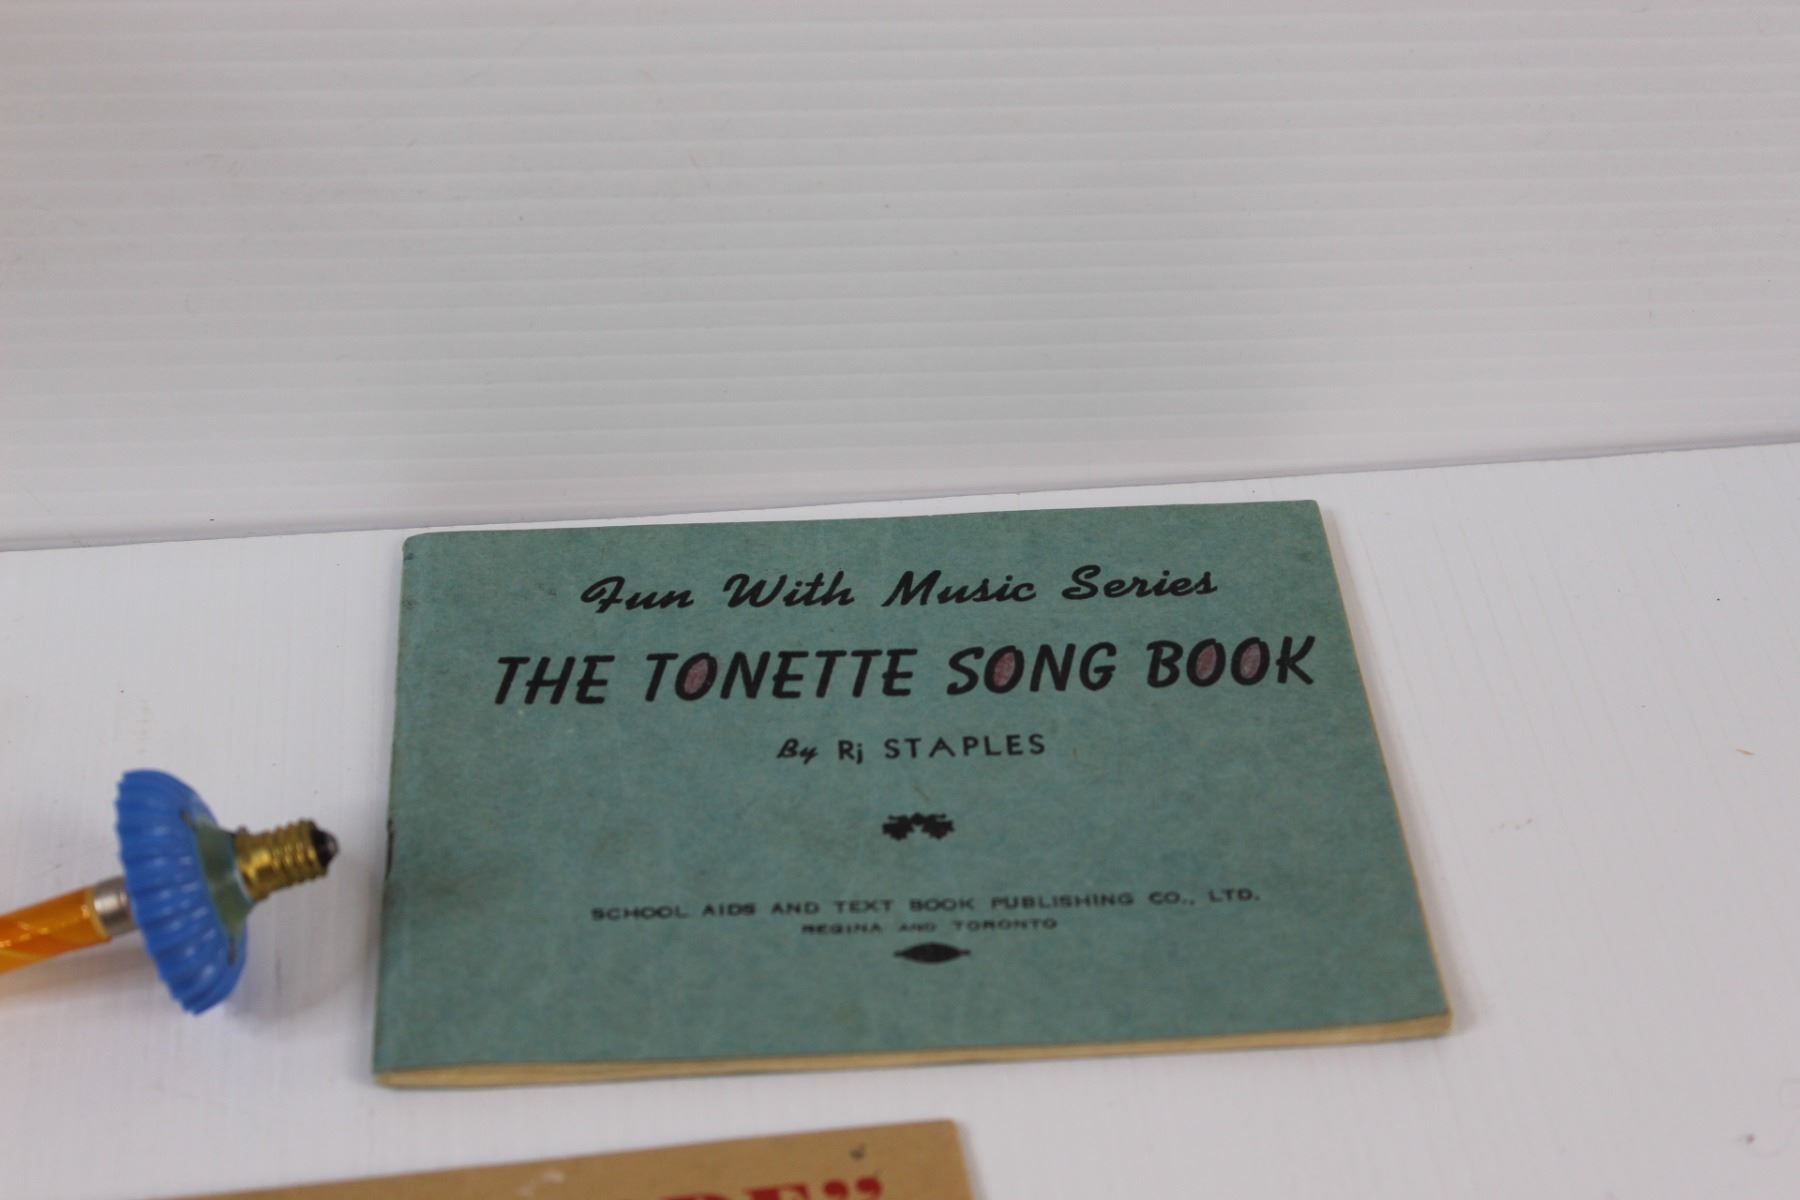 Fun With Music Series
THE TONETTE SONG BOOK
By Rj STAPLES
SCHOOL AIDS AND TEXT BOOK PUBLISHING CO., LTD.
REGINA AND TORONTO